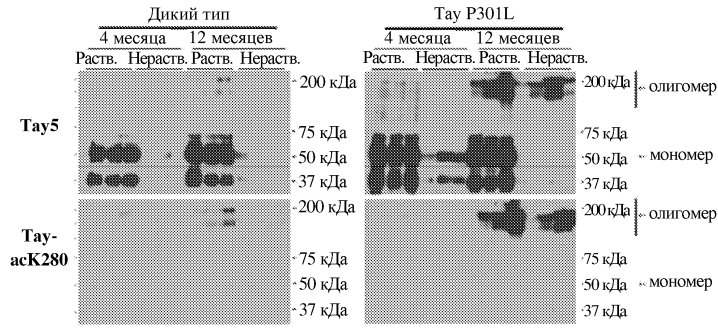 Дикий тип
Тау P301L
4 месяца 12 месяцев
4 месяца 12 месяцев
Раств. Нераств. Раств. Нераств.
Раств. Нераств. Раств. Нераств.
Тау5
200 кДа
75 кДа
50 кДа
37 кДа
200 кДа
олигомер
75 кДа
50 кДа
мономер
37 кДа
Тау-
acK280
200 кДа
75 кДа
50 кДа
37 кДа
200 кДа
олигомер
75 кДа
50 кДа
мономер
37 кДа